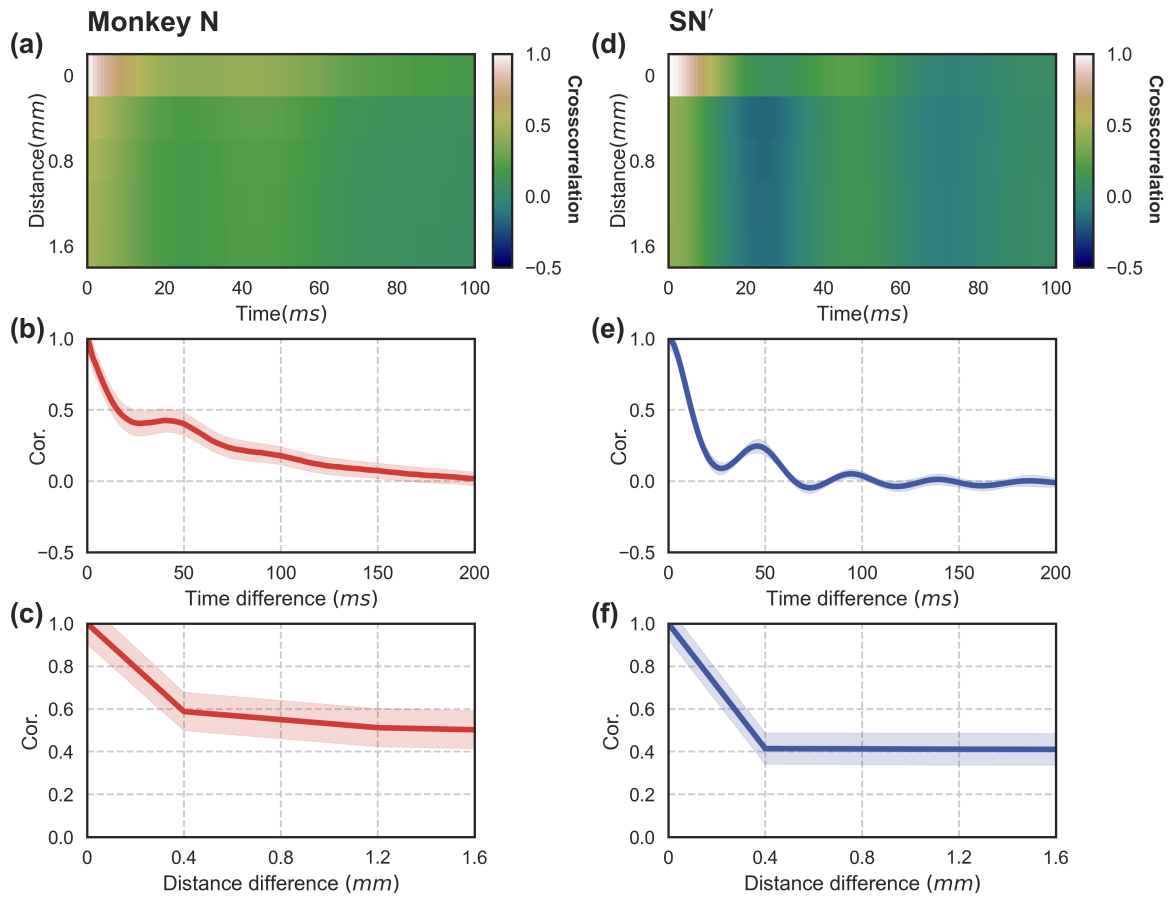 Monkey N
SN′
(a)
0
0.8
1.6
Distance(mm)
0 20 40 60 80 100
Time(ms)
1.0
0.5
0.0
−0.5
Crosscorrelation
(d)
0
0.8
1.6
Distance(mm)
0 20 40 60 80 100
Time(ms)
1.0
0.5
0.0
−0.5
Crosscorrelation
(b)
1.0
0.5
0.0
−0.5
Cor.
0 50 100 150 200
Time difference (ms)
(e)
1.0
0.5
0.0
−0.5
Cor.
0 50 100 150 200
Time difference (ms)
(c)
1.0
0.8
0.6
0.4
0.2
0.0
Cor.
0 0.4 0.8 1.2 1.6
Distance difference (mm)
(f)
1.0
0.8
0.6
0.4
0.2
0.0
Cor.
0 0.4 0.8 1.2 1.6
Distance difference (mm)